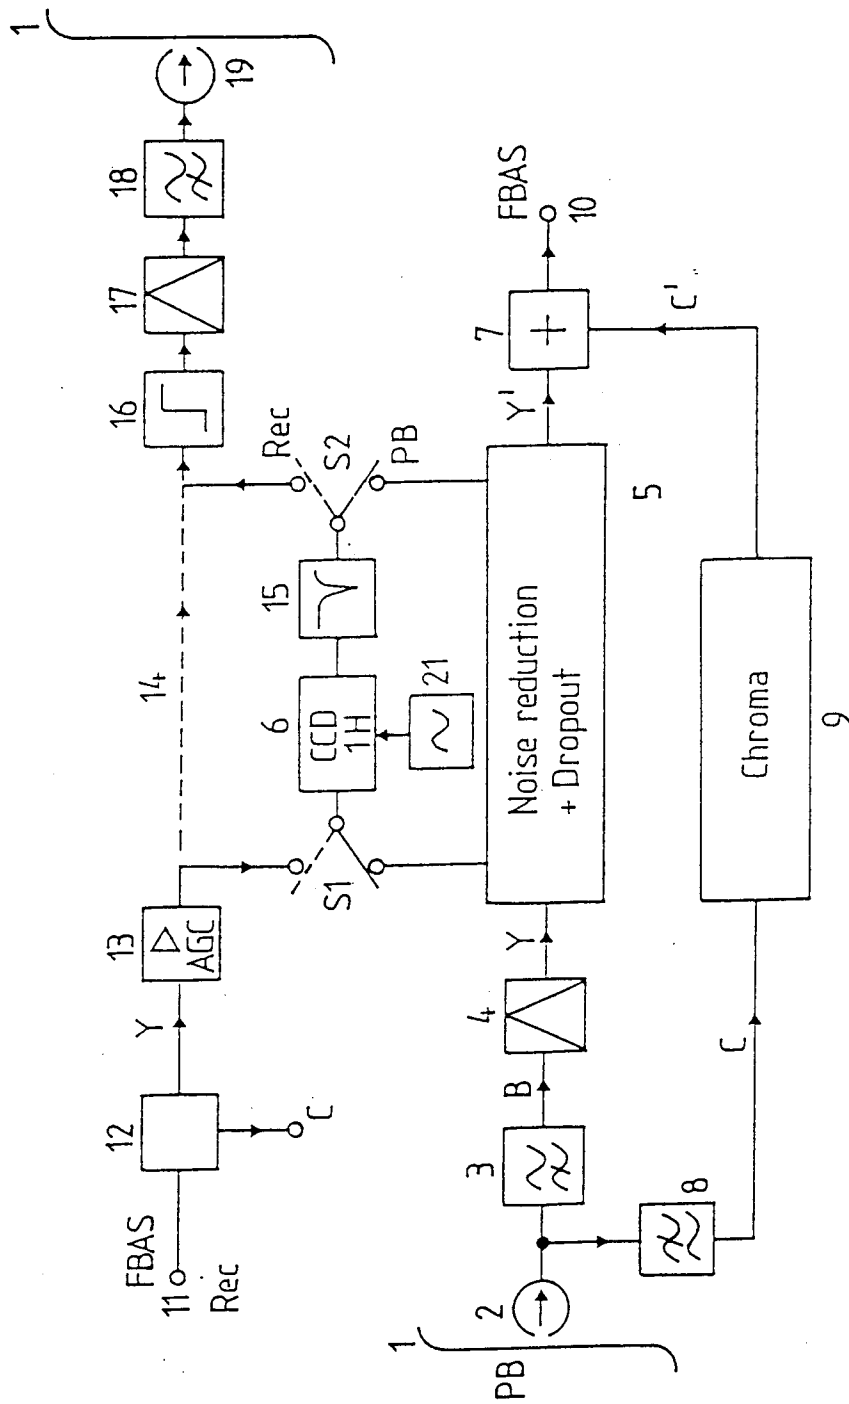 FBAS
11
Rec
12
C
Y
13
AGC
14
16
17
18
19
1
S1
6
CCD
1H
21
15
S2
Rec
PB
1
PB
2
3
B
4
Y
Noise reduction
+ Dropout
5
Y'
7
FBAS
10
8
C
Chroma
9
C'